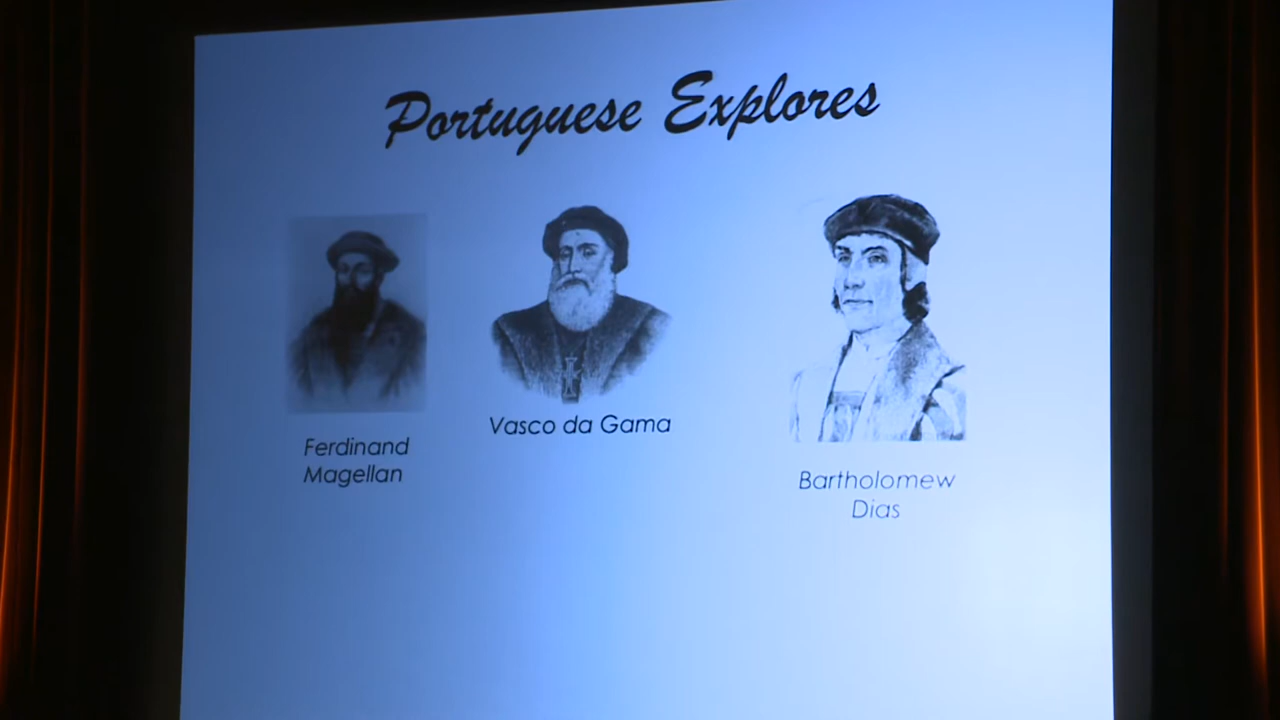 Portuguese Explores
Ferdinand
Magellan
Vasco da Gama
Bartholomew
Dias